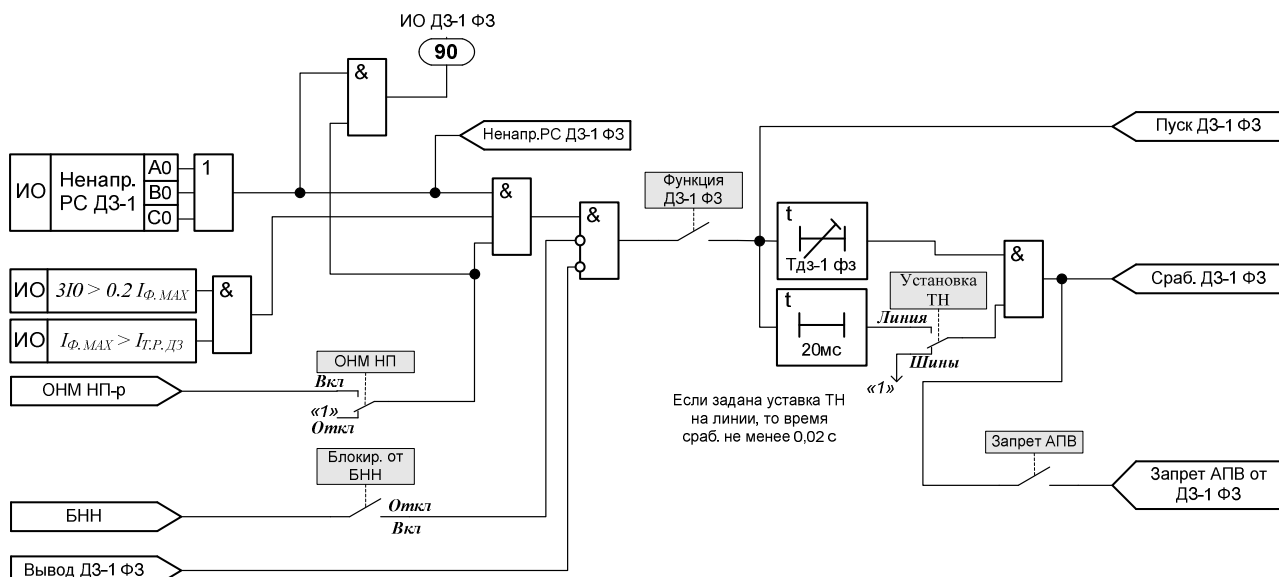 ИО ДЗ-1 ФЗ
90
&
Ненапр.РС ДЗ-1 ФЗ
Пуск ДЗ-1 ФЗ
ИО
Ненапр.
РС ДЗ-1
A0
B0
C0
1
&
Функция
ДЗ-1 ФЗ
&
t
Тдз-1 фз
&
ИО
3I0 > 0.2 IФ. MAX
&
ИО
IФ.MAX > IТ.Р.ДЗ
Установка
ТН
Сраб. ДЗ-1 ФЗ
t
20мс
Линия
Шины
«1»
ОНМ НП
ОНМ НП-р
Вкл
«1»
Откл
Если задана уставка ТН
на линии, то время
сраб. не менее 0,02 с
Запрет АПВ
Блокир. от
БНН
Запрет АПВ от
ДЗ-1 ФЗ
БНН
Откл
Вкл
Вывод ДЗ-1 ФЗ